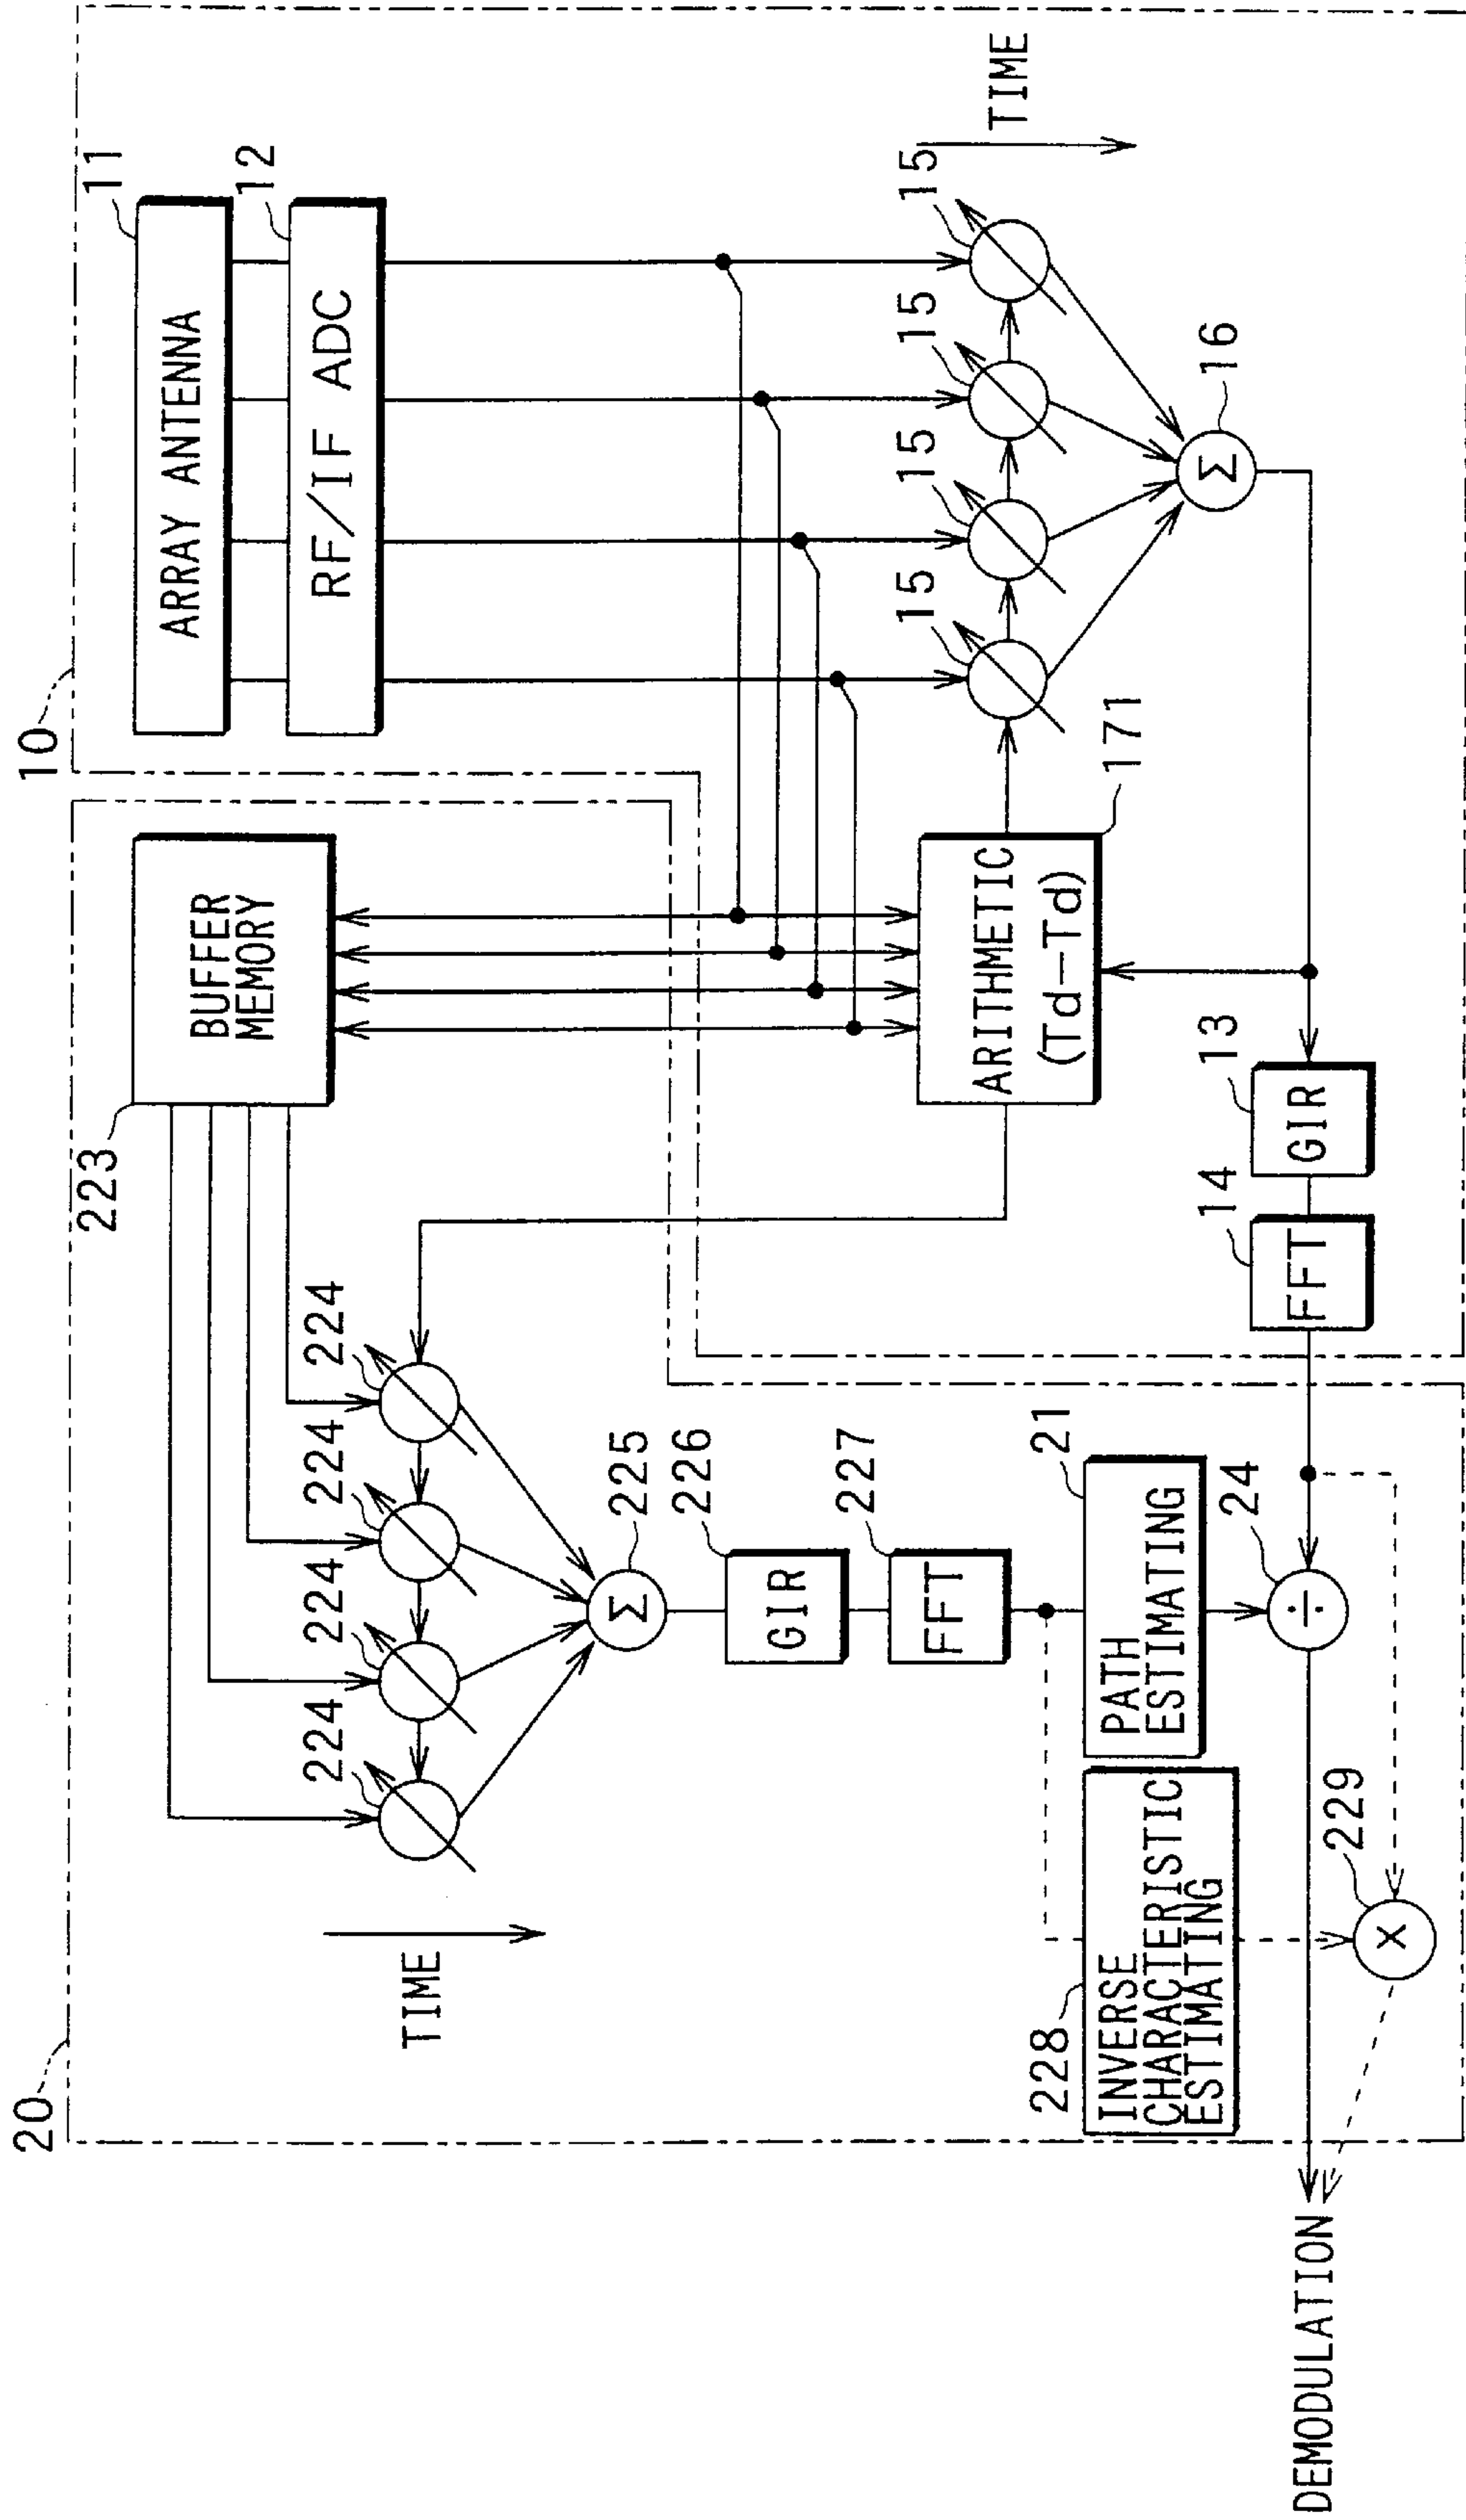 10
11
ARRAY ANTENNA
12
RF/IF ADC
15
15
15
15
TIME
16
Σ
171
ARITHMETIC
(Td—Td)
13
GIR
14
FFT
20
223
BUFFER
MEMORY
224
224
224
224
TIME
225
Σ
226
GIR
227
FFT
21
PATH
ESTIMATING
24
÷
228
INVERSE
CHARACTERISTIC
ESTIMATING
229
X
DEMODULATION